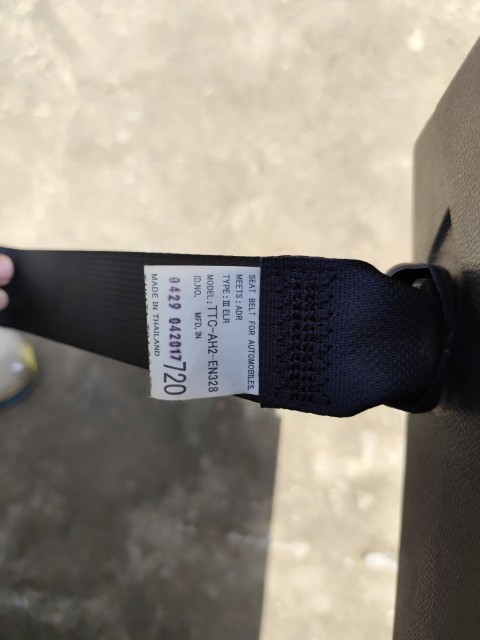 SEAT BELT FOR AUTOMOBILES.
MEETS:ADR
TYPE:Ⅲ ELR
MODEL:TTC-AH2-EN328
ID.NO. MFD.IN
0429 042017 720
MADE IN THAILAND